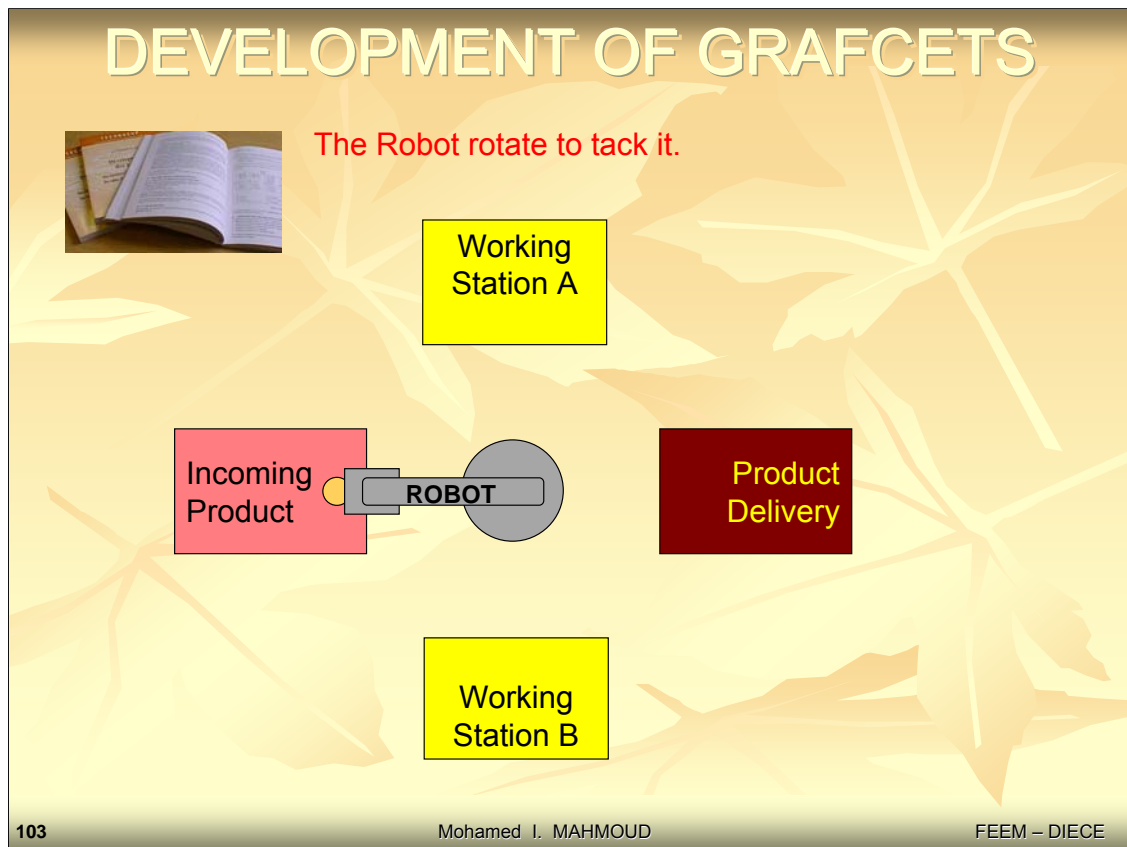 DEVELOPMENT OF GRAFCETS
The Robot rotate to tack it.
Working
Station A
Incoming
Product
ROBOT
Product
Delivery
Working
Station B
103
Mohamed I. MAHMOUD
FEEM – DIECE